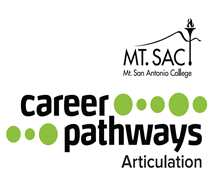 MT. SAC
Mt. San Antonio College
career
pathways
Articulation